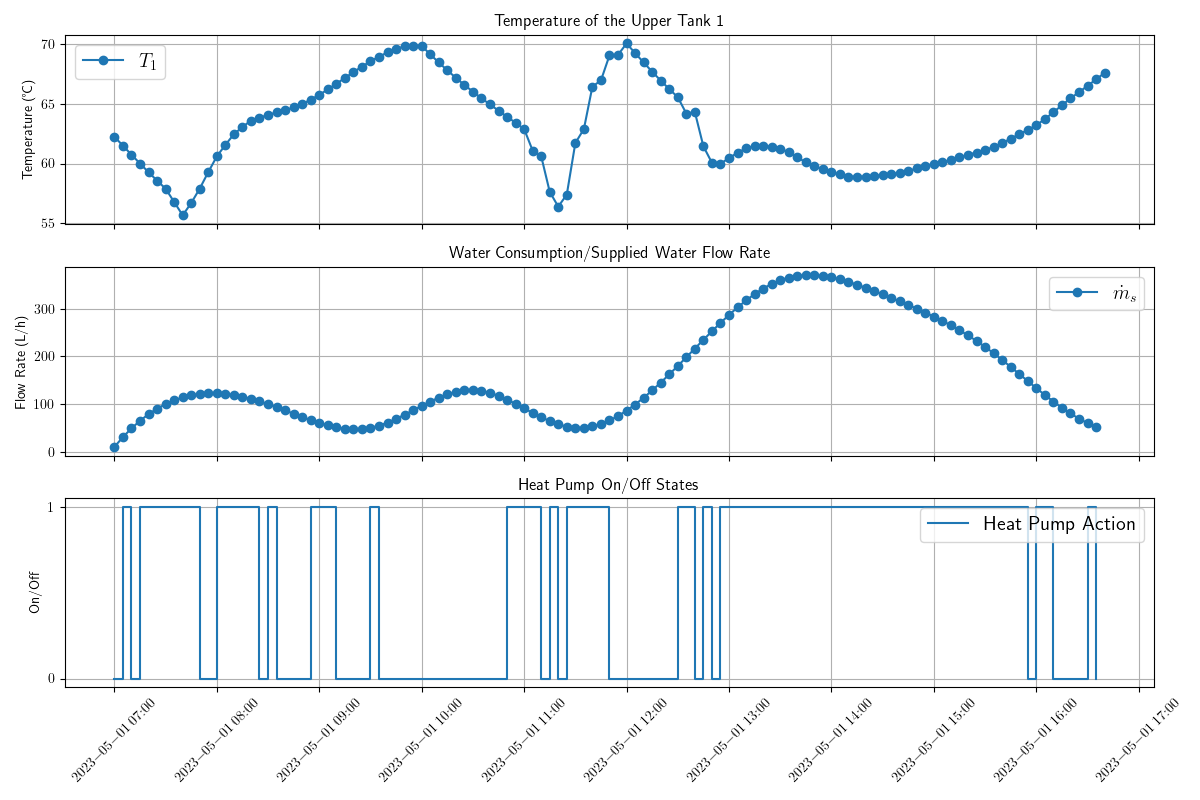 Temperature of the Upper Tank 1
Temperature (°C)
70
65
60
55
T₁
Water Consumption/Supplied Water Flow Rate
Flow Rate (L/h)
300
200
100
0
ṁₛ
Heat Pump On/Off States
On/Off
1
0
Heat Pump Action
2023−05−01 07:00
2023−05−01 08:00
2023−05−01 09:00
2023−05−01 10:00
2023−05−01 11:00
2023−05−01 12:00
2023−05−01 13:00
2023−05−01 14:00
2023−05−01 15:00
2023−05−01 16:00
2023−05−01 17:00